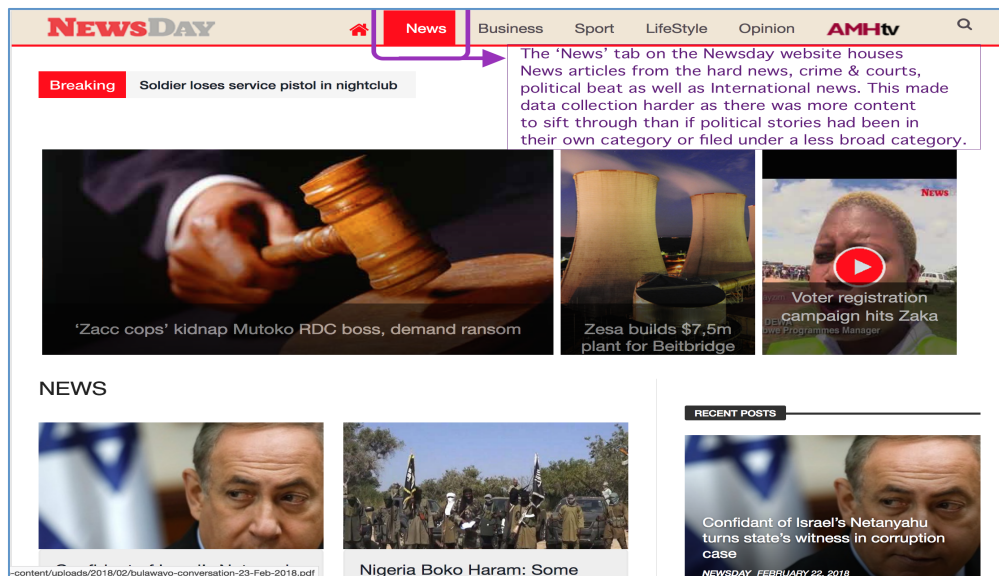 NEWSDAY
News Business Sport LifeStyle Opinion AMHtv
The ‘News’ tab on the Newsday website houses
News articles from the hard news, crime & courts,
political beat as well as International news. This made
data collection harder as there was more content
to sift through than if political stories had been in
their own category or filed under a less broad category.
Breaking Soldier loses service pistol in nightclub
‘Zacc cops’ kidnap Mutoko RDC boss, demand ransom
Zesa builds $7,5m
plant for Beitbridge
NEWS
Voter registration
campaign hits Zaka
DEWA
Programmes Manager
NEWS
RECENT POSTS
Confidant of Israel’s Netanyahu
turns state’s witness in corruption
case
NEWSDAY FEBRUARY 22, 2018
Nigeria Boko Haram: Some
-content/uploads/2018/02/bulawayo-conversation-23-Feb-2018.pdf